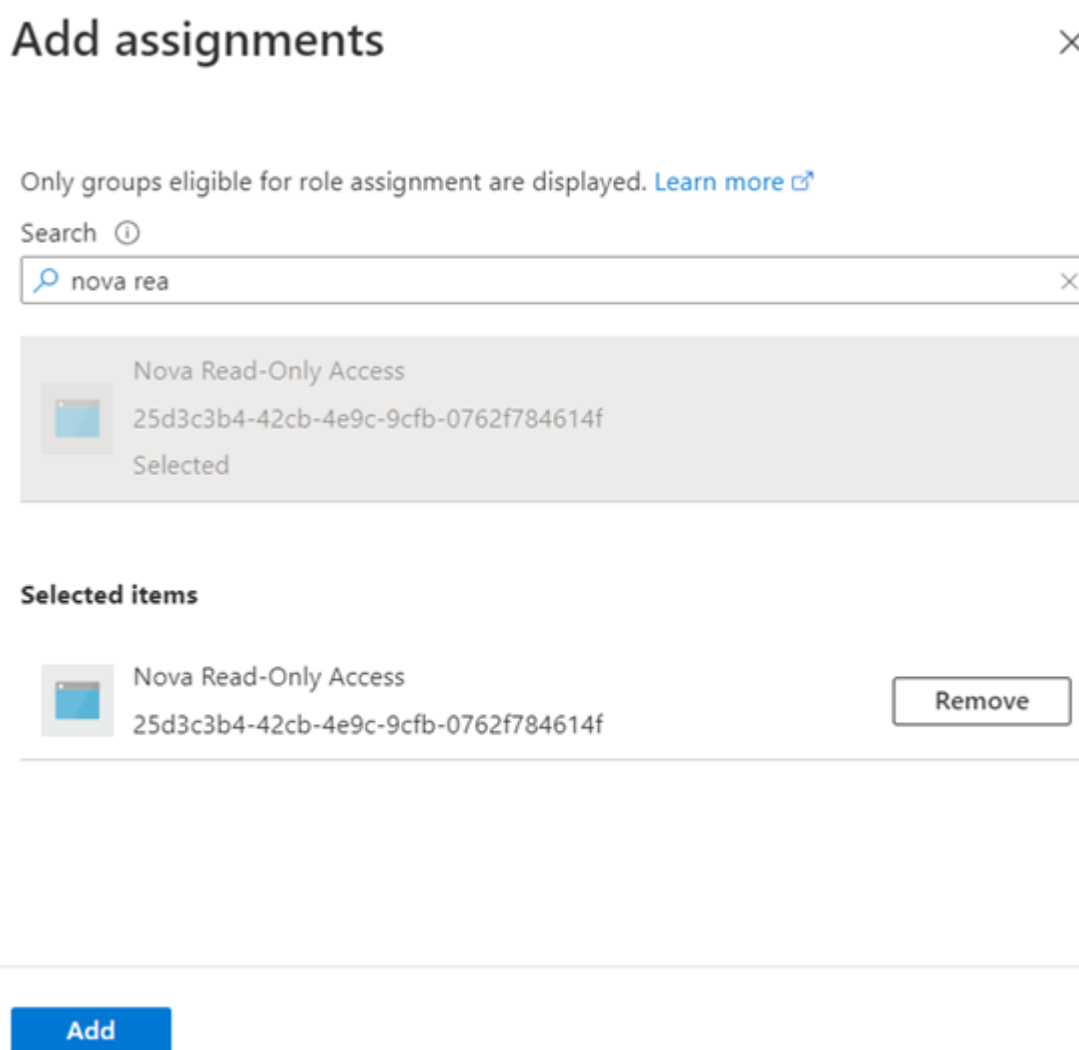 Add assignments
Only groups eligible for role assignment are displayed. Learn more
Search
nova rea
Nova Read-Only Access
25d3c3b4-42cb-4e9c-9cfb-0762f784614f
Selected
Selected items
Nova Read-Only Access
25d3c3b4-42cb-4e9c-9cfb-0762f784614f
Remove
Add